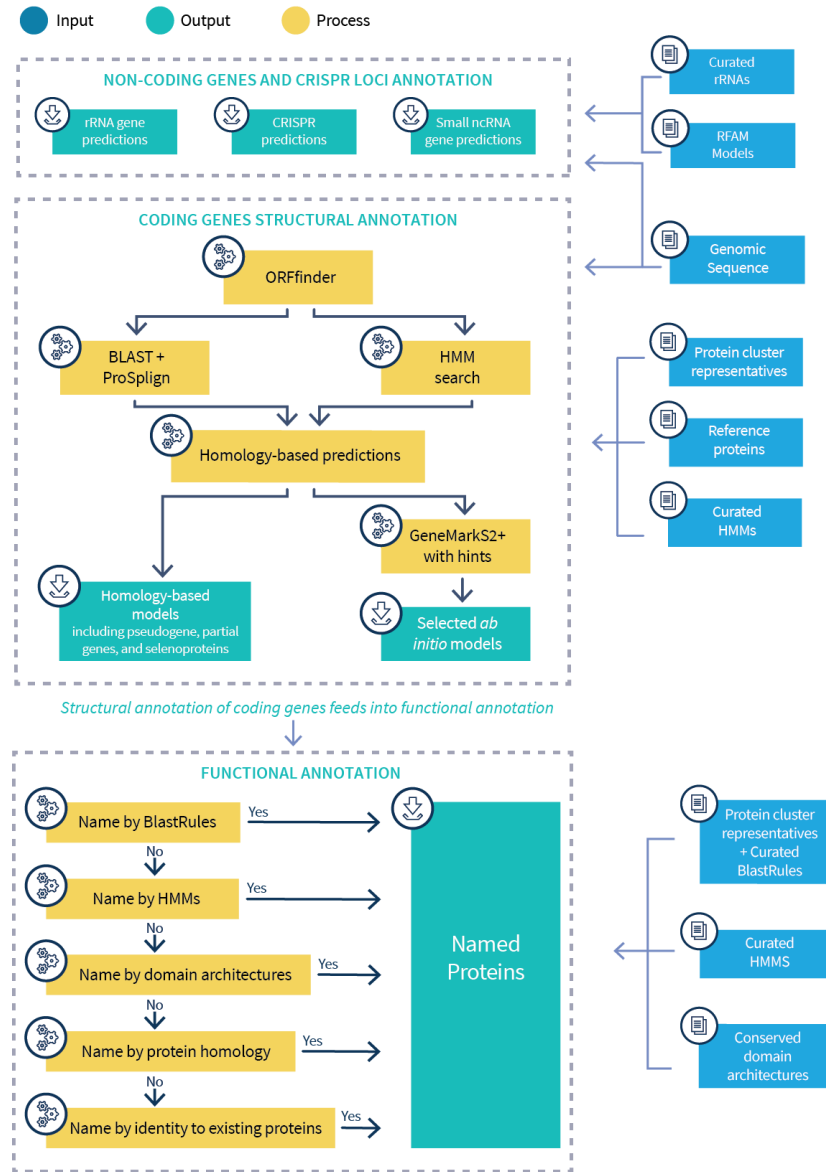 Input
Output
Process
NON-CODING GENES AND CRISPR LOCI ANNOTATION
rRNA gene
predictions
CRISPR
predictions
Small ncRNA
gene predictions
Curated
rRNAs
RFAM
Models
Genomic
Sequence
CODING GENES STRUCTURAL ANNOTATION
ORFfinder
BLAST +
ProSplign
HMM
search
Homology-based predictions
GeneMarkS2+
with hints
Homology-based
models
including pseudogene, partial
genes, and selenoproteins
Selected ab
initio models
Protein cluster
representatives
Reference
proteins
Curated
HMMs
Structural annotation of coding genes feeds into functional annotation
FUNCTIONAL ANNOTATION
Name by BlastRules
Yes
No
Name by HMMs
Yes
No
Name by domain architectures
Yes
No
Name by protein homology
Yes
No
Name by identity to existing proteins
Yes
Named
Proteins
Protein cluster
representatives
+ Curated
BlastRules
Curated
HMMS
Conserved
domain
architectures